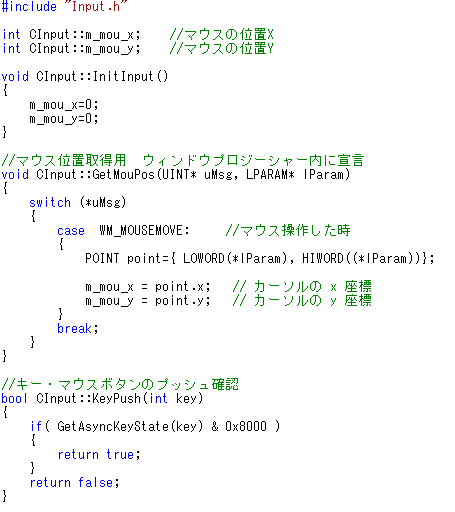 #include "Input.h"
int CInput::m_mou_x;    //マウスの位置X
int CInput::m_mou_y;    //マウスの位置Y
void CInput::InitInput()
{
    m_mou_x=0;
    m_mou_y=0;
}
//マウス位置取得用　ウィンドウプロジーシャー内に宣言
void CInput::GetMouPos(UINT* uMsg, LPARAM* lParam)
{
    switch (*uMsg)
    {
        case  WM_MOUSEMOVE:     //マウス操作した時
        {
            POINT point={ LOWORD(*lParam), HIWORD((*lParam))};
            m_mou_x = point.x;   // カーソルの x 座標
            m_mou_y = point.y;   // カーソルの y 座標
        }
        break;
    }
}
//キー・マウスボタンのプッシュ確認
bool CInput::KeyPush(int key)
{
    if( GetAsyncKeyState(key) & 0x8000 )
    {
        return true;
    }
    return false;
}